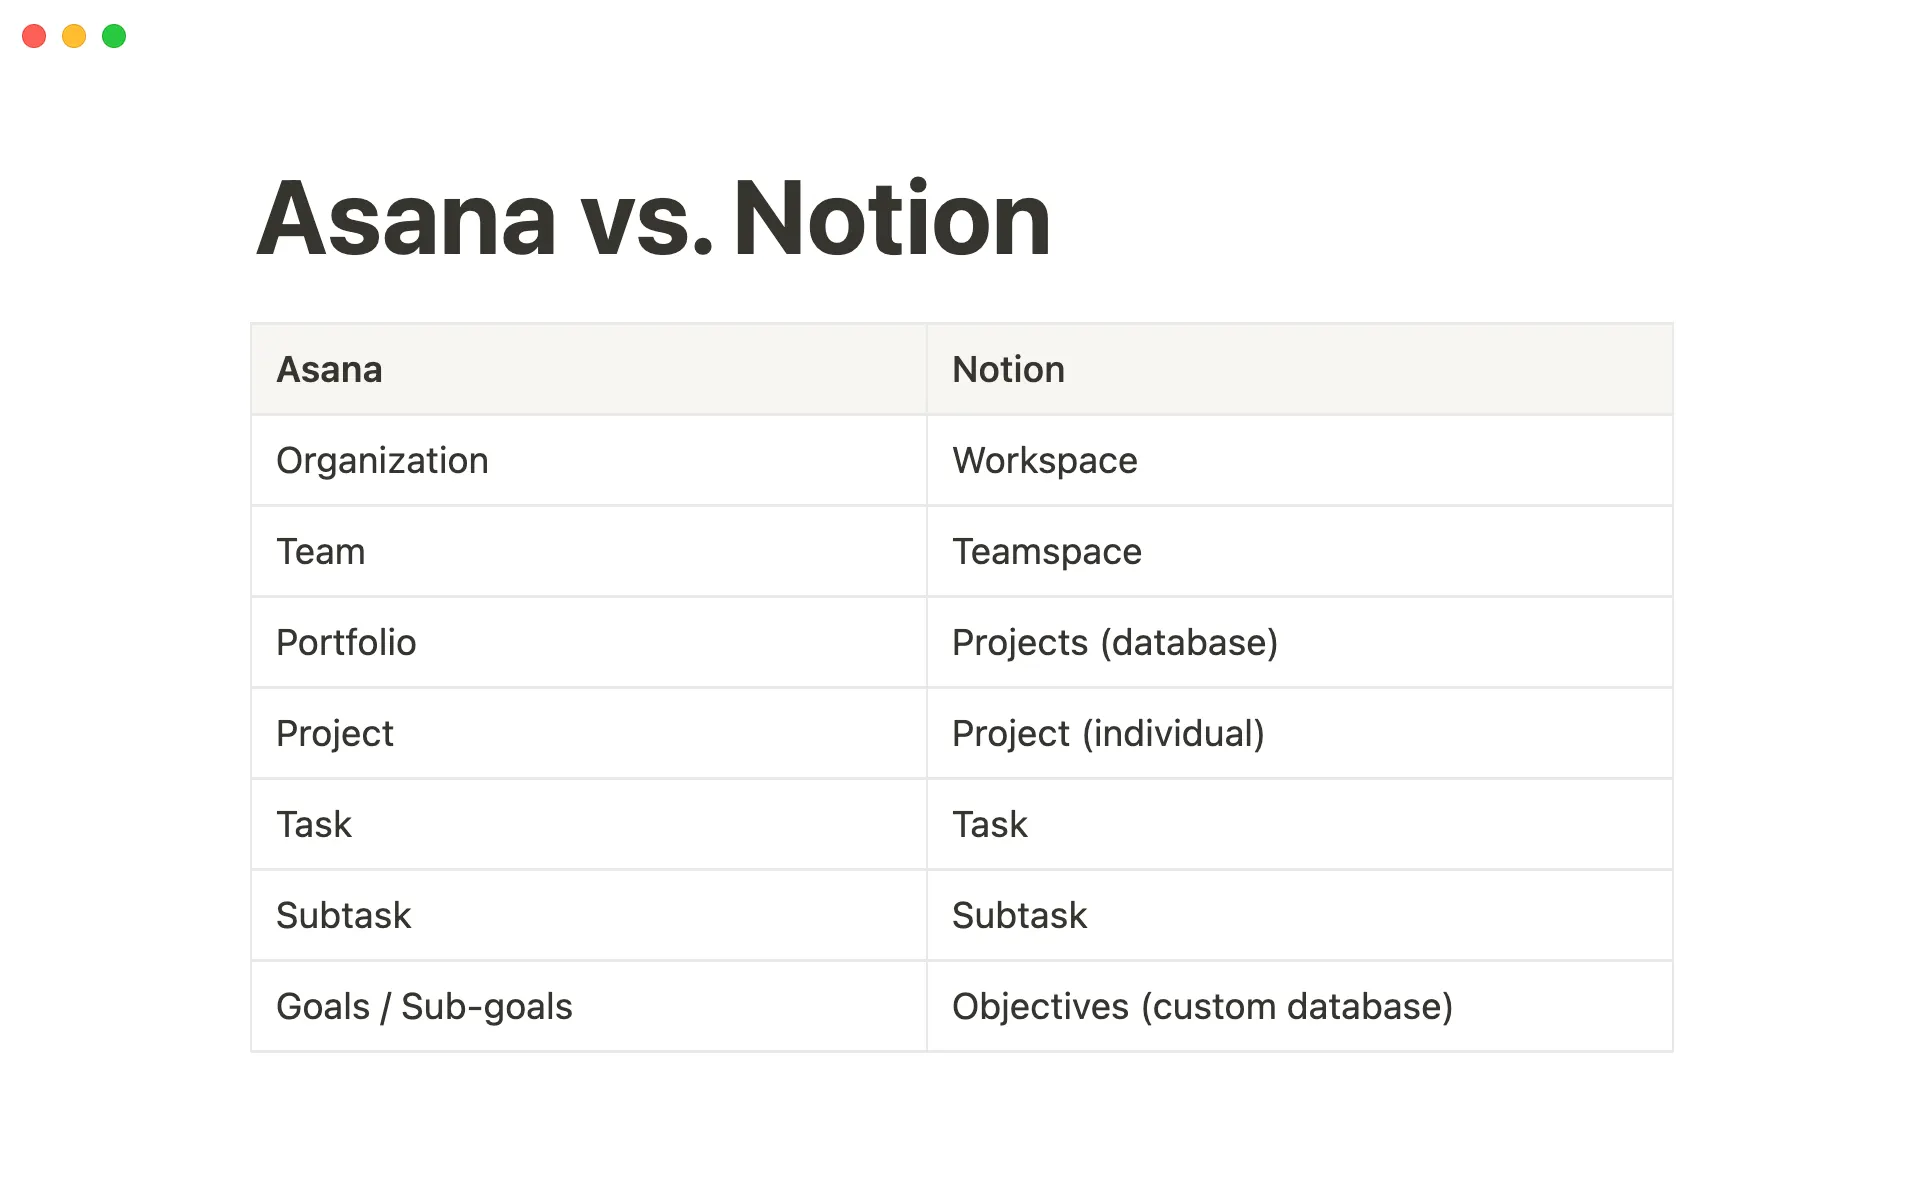 Asana vs. Notion
Asana Notion
Organization Workspace
Team Teamspace
Portfolio Projects (database)
Project Project (individual)
Task Task
Subtask Subtask
Goals / Sub-goals Objectives (custom database)